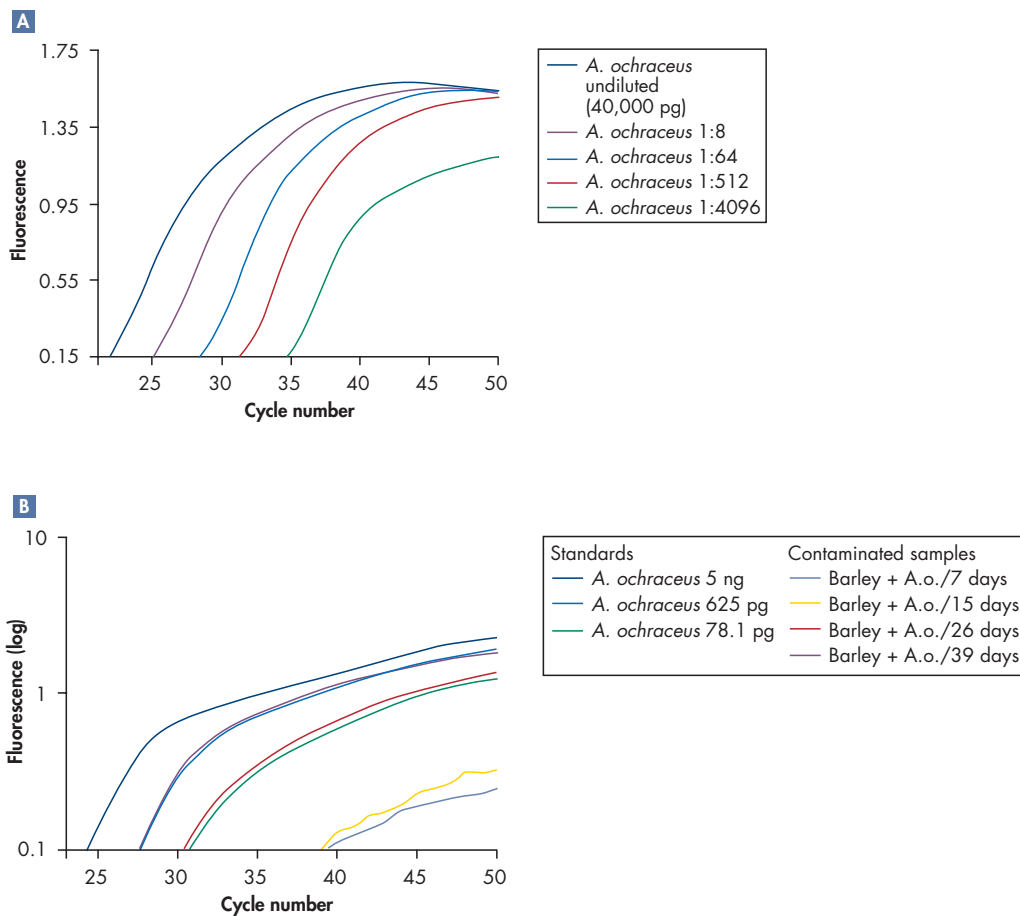 A
1.75
1.35
0.95
0.55
0.15
Fluorescence
25 30 35 40 45 50
Cycle number
A. ochraceus
undiluted
(40,000 pg)
A. ochraceus 1:8
A. ochraceus 1:64
A. ochraceus 1:512
A. ochraceus 1:4096
B
10
1
0.1
Fluorescence (log)
25 30 35 40 45 50
Cycle number
Standards
A. ochraceus 5 ng
A. ochraceus 625 pg
A. ochraceus 78.1 pg
Contaminated samples
Barley + A.o./7 days
Barley + A.o./15 days
Barley + A.o./26 days
Barley + A.o./39 days